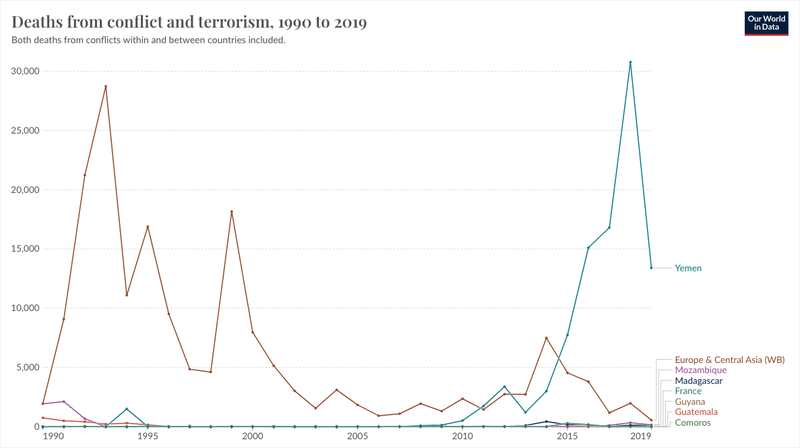 Deaths from conflict and terrorism, 1990 to 2019
Our World
in Data
Both deaths from conflicts within and between countries included.
30,000
25,000
20,000
15,000
10,000
5,000
0
1990
1995
2000
2005
2010
2015
2019
Yemen
Europe & Central Asia (WB)
Mozambique
Madagascar
France
Guyana
Guatemala
Comoros